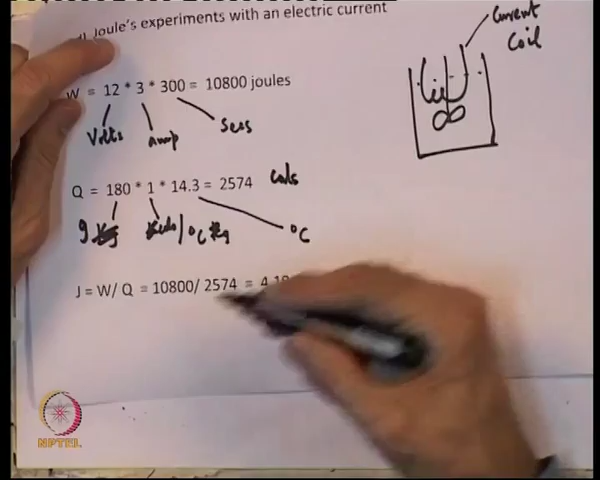 Joule's experiments with an electric current
Current
Coil
W = 12 * 3 * 300 = 10800 joules
Volts amp Secs
Q = 180 * 1 * 14.3 = 2574 cals
g /°C °C
J = W/ Q = 10800/ 2574 = 4.19
NPTEL